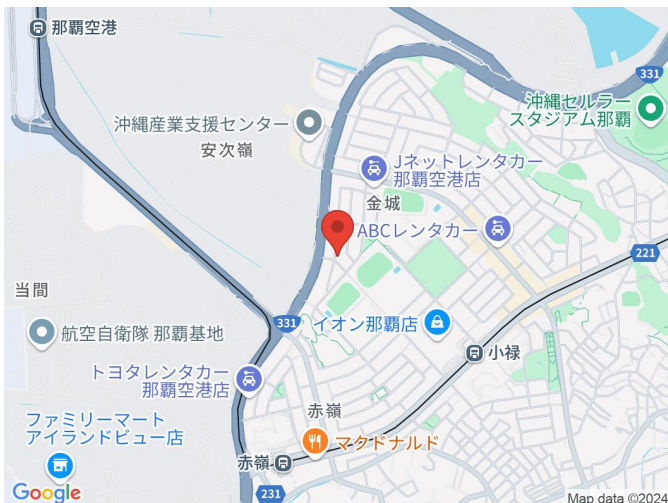 那覇空港
331
沖縄セルラー
スタジアム那覇
沖縄産業支援センター
安次嶺
Jネットレンタカー
那覇空港店
金城
ABCレンタカー
221
当間
331
イオン那覇店
航空自衛隊 那覇基地
小禄
トヨタレンタカー
那覇空港店
赤嶺
ファミリーマート
アイランドビュー店
マクドナルド
赤嶺
Google
231
Map data ©2024